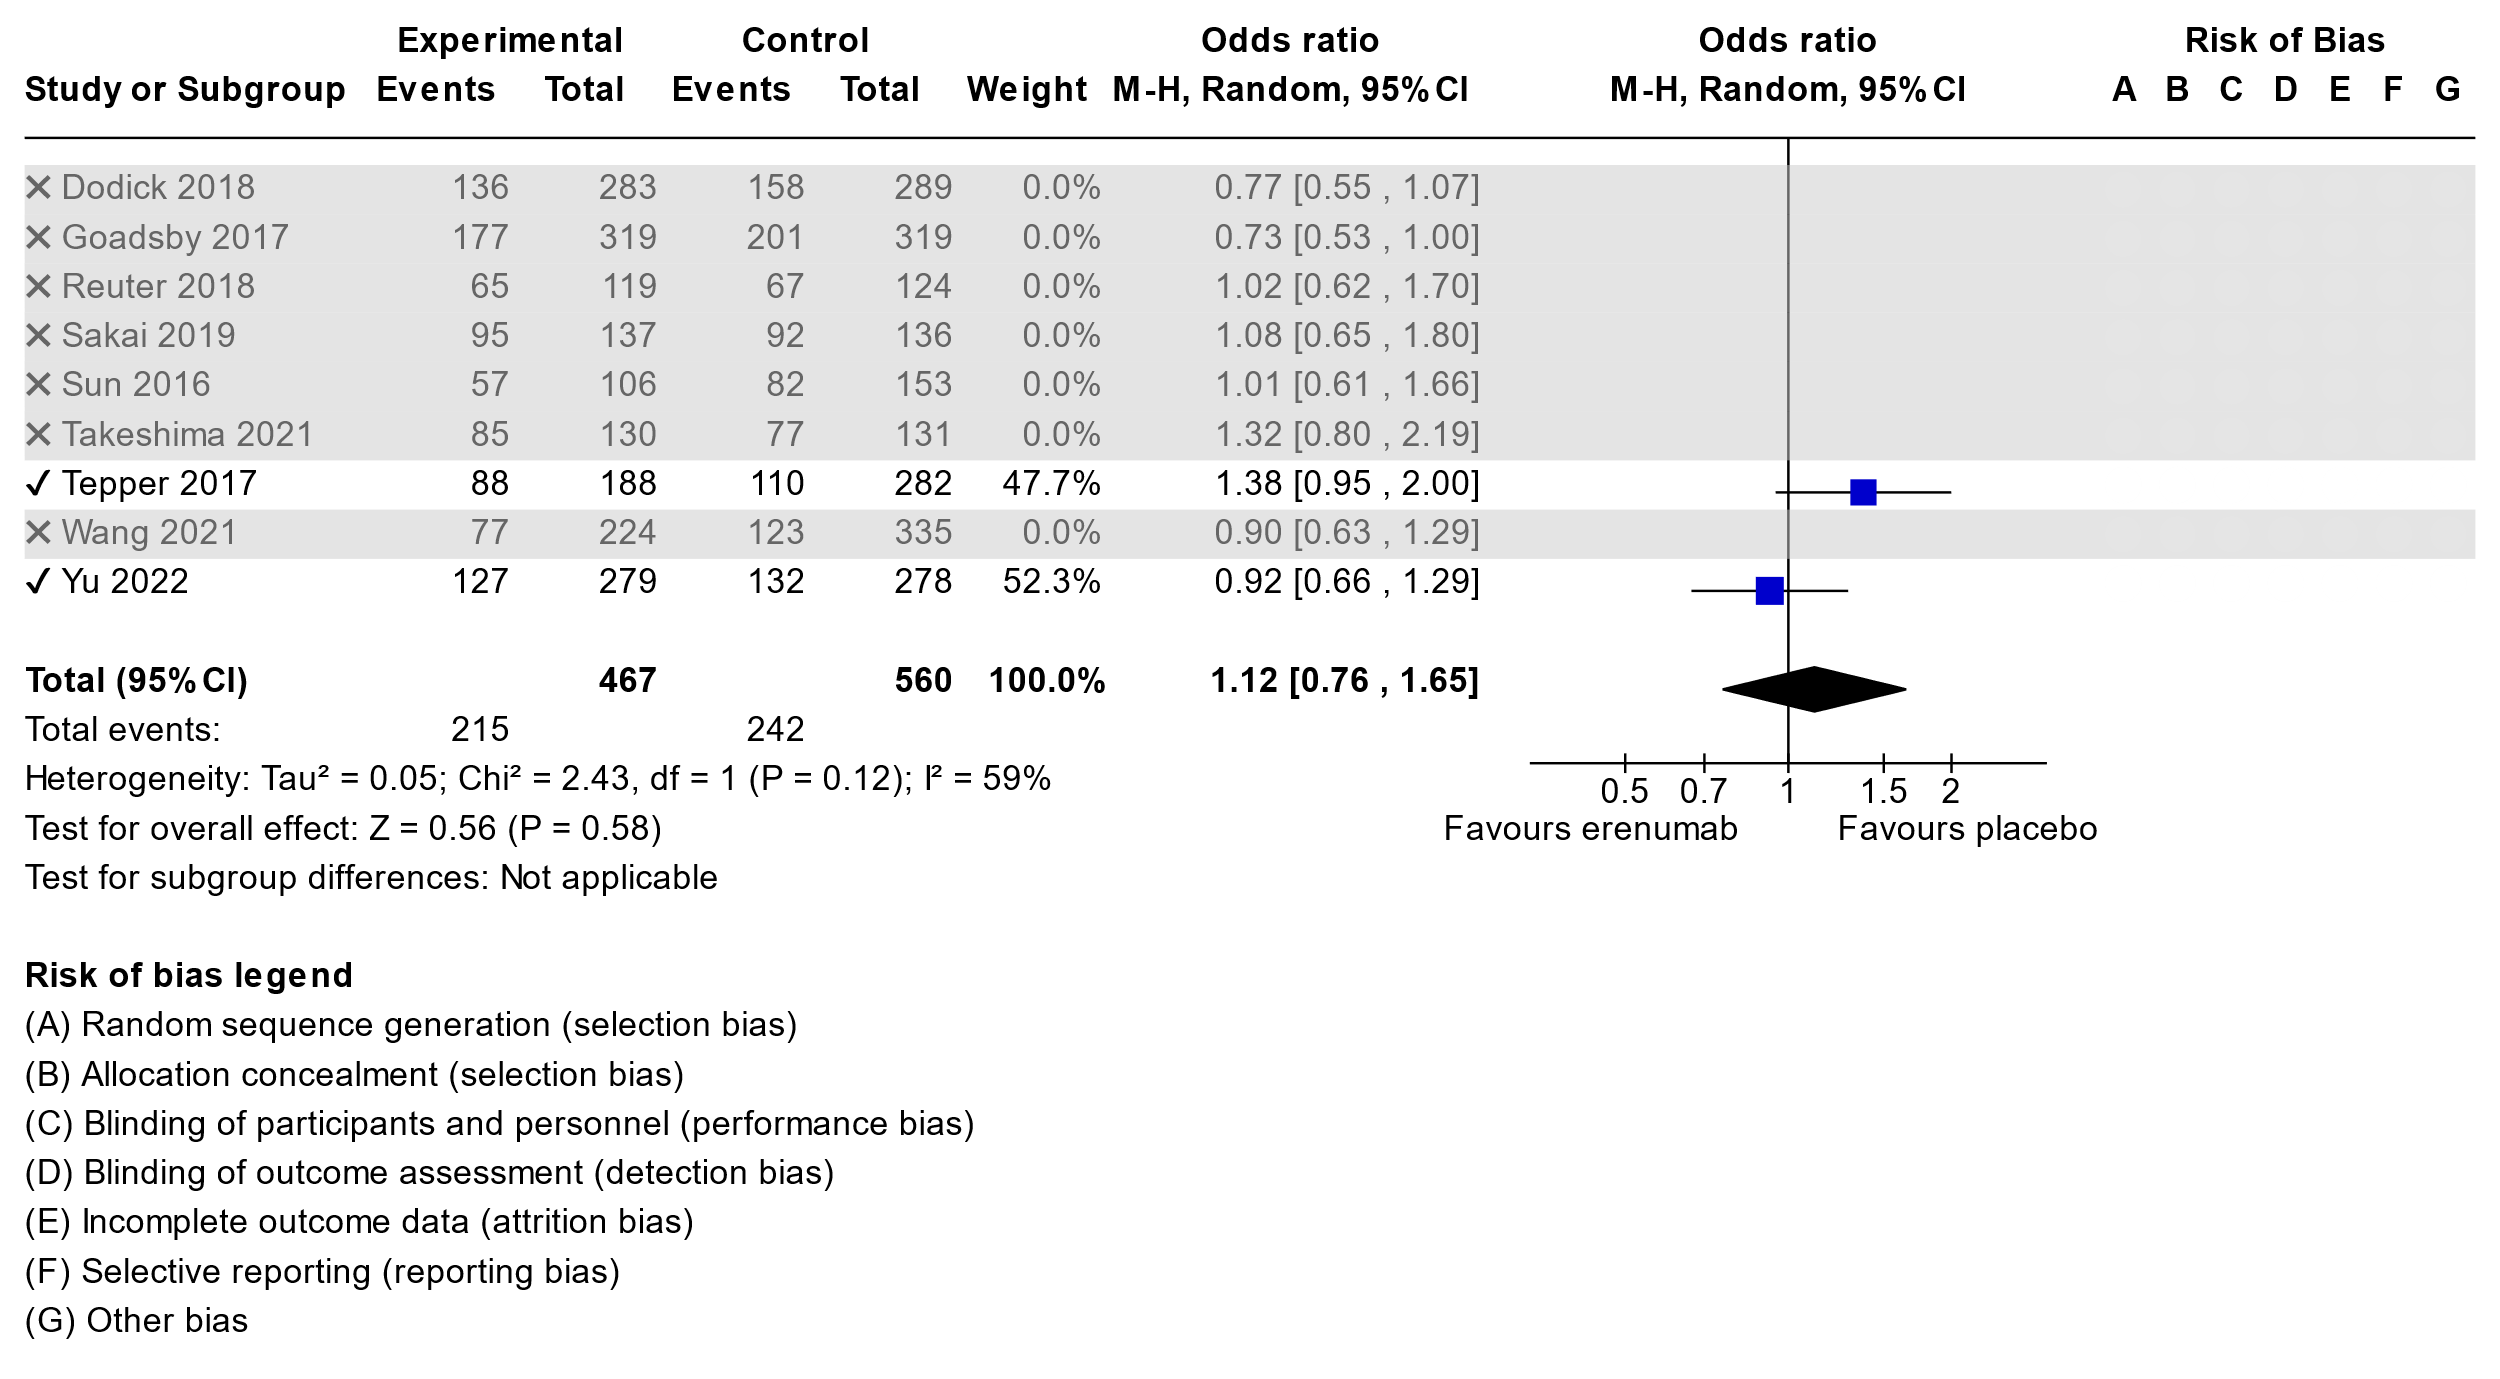 Experimental Control Odds ratio Odds ratio Risk of Bias
Study or Subgroup Events Total Events Total Weight M-H, Random, 95% CI M-H, Random, 95% CI A B C D E F G
✕ Dodick 2018 136 283 158 289 0.0% 0.77 [0.55 , 1.07]
✕ Goadsby 2017 177 319 201 319 0.0% 0.73 [0.53 , 1.00]
✕ Reuter 2018 65 119 67 124 0.0% 1.02 [0.62 , 1.70]
✕ Sakai 2019 95 137 92 136 0.0% 1.08 [0.65 , 1.80]
✕ Sun 2016 57 106 82 153 0.0% 1.01 [0.61 , 1.66]
✕ Takeshima 2021 85 130 77 131 0.0% 1.32 [0.80 , 2.19]
✓ Tepper 2017 88 188 110 282 47.7% 1.38 [0.95 , 2.00]
✕ Wang 2021 77 224 123 335 0.0% 0.90 [0.63 , 1.29]
✓ Yu 2022 127 279 132 278 52.3% 0.92 [0.66 , 1.29]
Total (95% CI) 467 560 100.0% 1.12 [0.76 , 1.65]
Total events: 215 242
Heterogeneity: Tau² = 0.05; Chi² = 2.43, df = 1 (P = 0.12); I² = 59%
0.5 0.7 1 1.5 2
Test for overall effect: Z = 0.56 (P = 0.58)
Favours erenumab Favours placebo
Test for subgroup differences: Not applicable
Risk of bias legend
(A) Random sequence generation (selection bias)
(B) Allocation concealment (selection bias)
(C) Blinding of participants and personnel (performance bias)
(D) Blinding of outcome assessment (detection bias)
(E) Incomplete outcome data (attrition bias)
(F) Selective reporting (reporting bias)
(G) Other bias